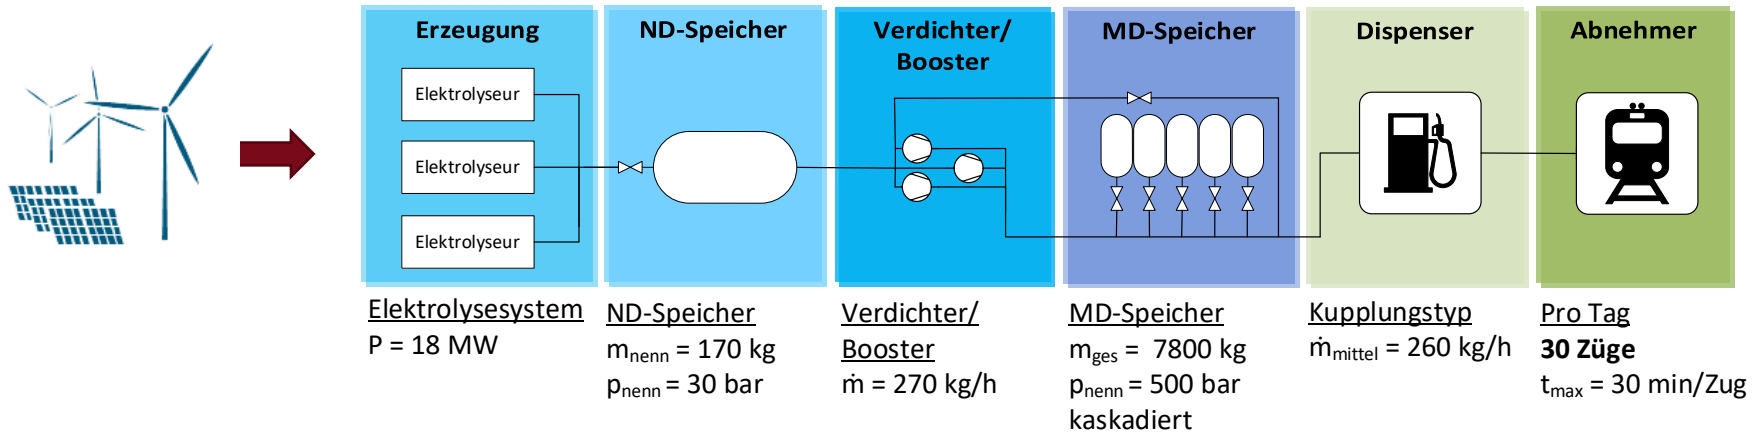 Erzeugung
Elektrolyseur
Elektrolyseur
Elektrolyseur
Elektrolysesystem
P = 18 MW
ND-Speicher
ND-Speicher
mnenn = 170 kg
pnenn = 30 bar
Verdichter/
Booster
Verdichter/
Booster
ṁ = 270 kg/h
MD-Speicher
MD-Speicher
mges = 7800 kg
pnenn = 500 bar
kaskadiert
Dispenser
Kupplungstyp
ṁmittel = 260 kg/h
Abnehmer
Pro Tag
30 Züge
tmax = 30 min/Zug